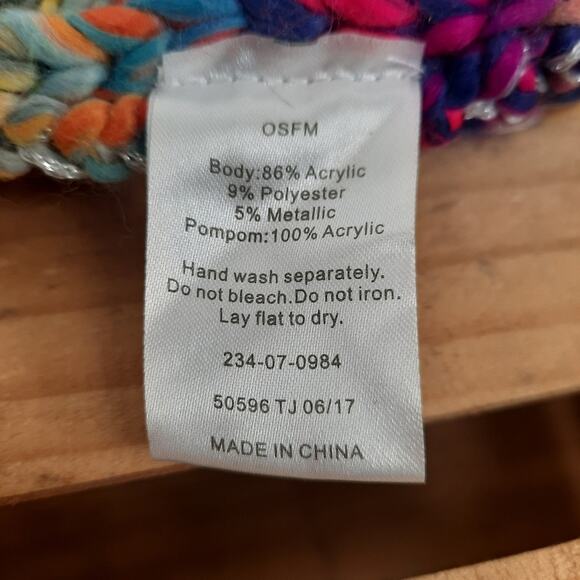 OSFM
Body:86% Acrylic
9% Polyester
5% Metallic
Pompom:100% Acrylic
Hand wash separately.
Do not bleach.Do not iron.
Lay flat to dry.
234-07-0984
50596 TJ 06/17
MADE IN CHINA